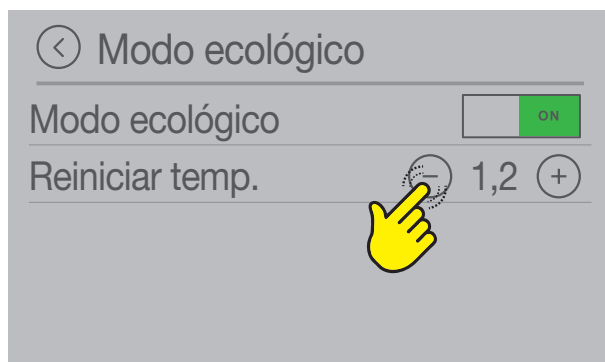 Modo ecológico
Modo ecológico ON
Reiniciar temp. − 1,2 +